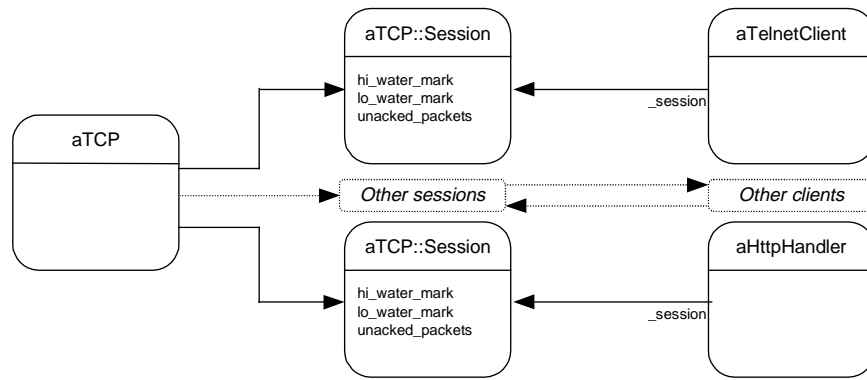 aTCP::Session
hi_water_mark
lo_water_mark
unacked_packets
aTelnetClient
_session
aTCP
Other sessions
Other clients
aTCP::Session
hi_water_mark
lo_water_mark
unacked_packets
aHttpHandler
_session